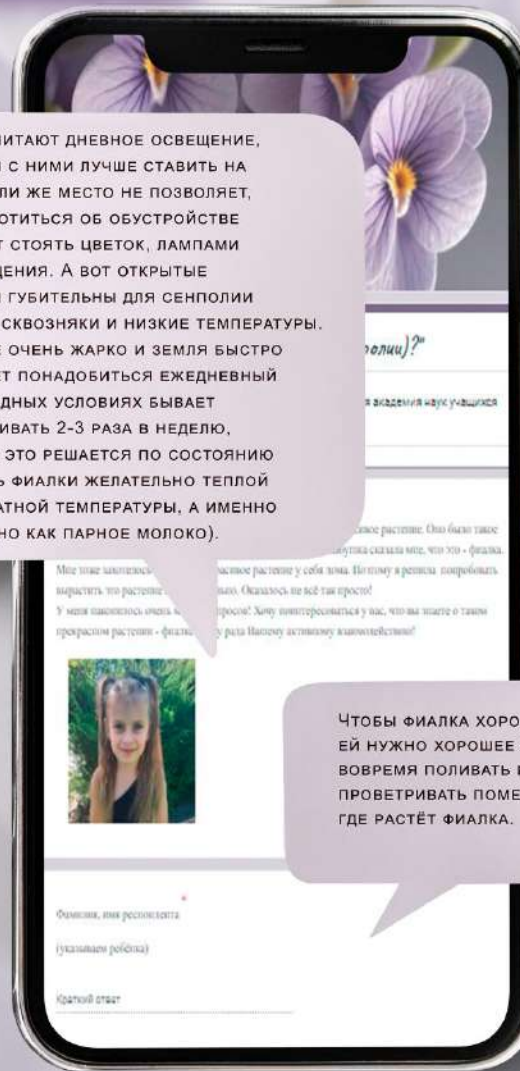 ИТАЮТ ДНЕВНОЕ ОСВЕЩЕНИЕ,
С НИМИ ЛУЧШЕ СТАВИТЬ НА
ЛИ ЖЕ МЕСТО НЕ ПОЗВОЛЯЕТ,
ОТИТЬСЯ ОБ ОБУСТРОЙСТВЕ
Т СТОЯТЬ ЦВЕТОК, ЛАМПАМИ
ДЕНИЯ. А ВОТ ОТКРЫТЫЕ
И ГУБИТЕЛЬНЫ ДЛЯ СЕНПОЛИИ
СКВОЗНЯКИ И НИЗКИЕ ТЕМПЕРАТУРЫ.
Е ОЧЕНЬ ЖАРКО И ЗЕМЛЯ БЫСТРО
ЕТ ПОНАДОБИТЬСЯ ЕЖЕДНЕВНЫЙ
ДНЫХ УСЛОВИЯХ БЫВАЕТ
ИВАТЬ 2-3 РАЗА В НЕДЕЛЮ,
ЭТО РЕШАЕТСЯ ПО СОСТОЯНИЮ
Ь ФИАЛКИ ЖЕЛАТЕЛЬНО ТЕПЛОЙ
АТНОЙ ТЕМПЕРАТУРЫ, А ИМЕННО
НО КАК ПАРНОЕ МОЛОКО).
полии)?"
я академия наук учащихся
растение. Оно было такое
сказала мне, что это - фиалка.
Мне тоже захотелось растение у себя дома. Поэтому я решила попробовать
вырастить это растение Оказалось не всё так просто!
У меня накопилось очень Хочу поинтересоваться у вас, что вы знаете о таком
прекрасном растении - рада Вашему активному взаимодействию!
ЧТОБЫ ФИАЛКА ХОРО
ЕЙ НУЖНО ХОРОШЕЕ
ВОВРЕМЯ ПОЛИВАТЬ
ПРОВЕТРИВАТЬ ПОМЕ
ГДЕ РАСТЁТ ФИАЛКА.
Фамилия, имя респондента *
(указываем ребёнка)
Краткий ответ